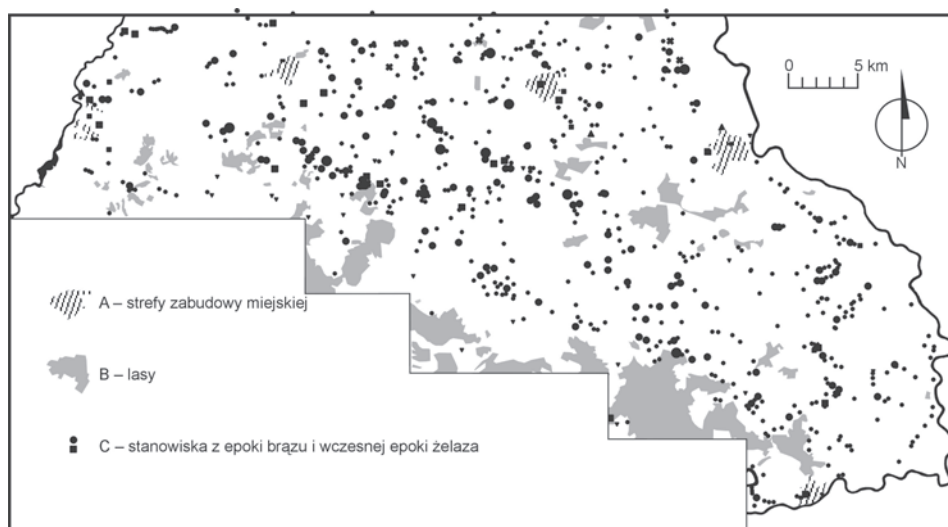 0 5 km
N
A – strefy zabudowy miejskiej
B – lasy
C – stanowiska z epoki brązu i wczesnej epoki żelaza